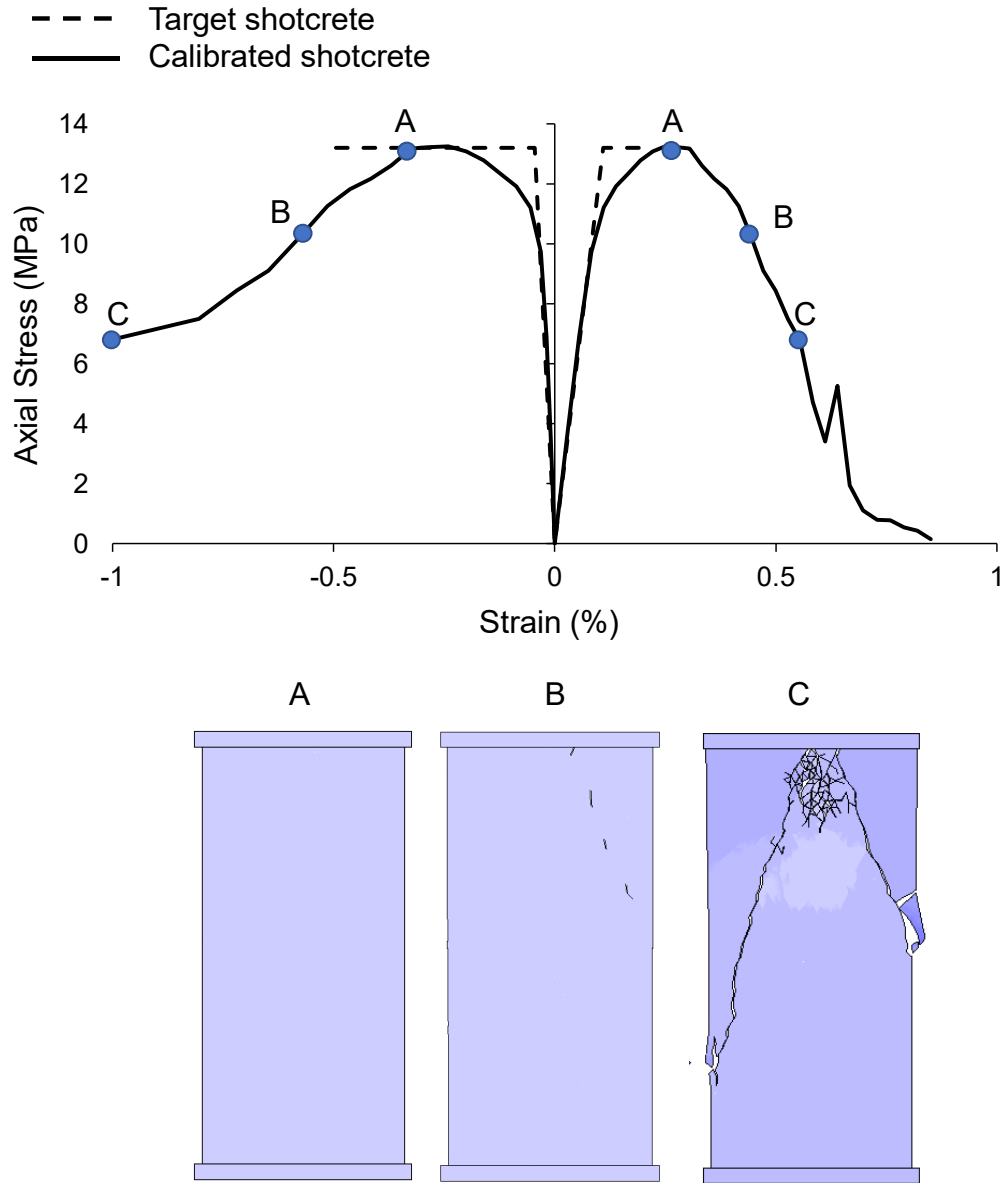 Target shotcrete
Calibrated shotcrete
14
12
10
8
6
4
2
0
Axial Stress (MPa)
A
B
C
A
B
C
-1
-0.5
0
0.5
1
Strain (%)
A
B
C